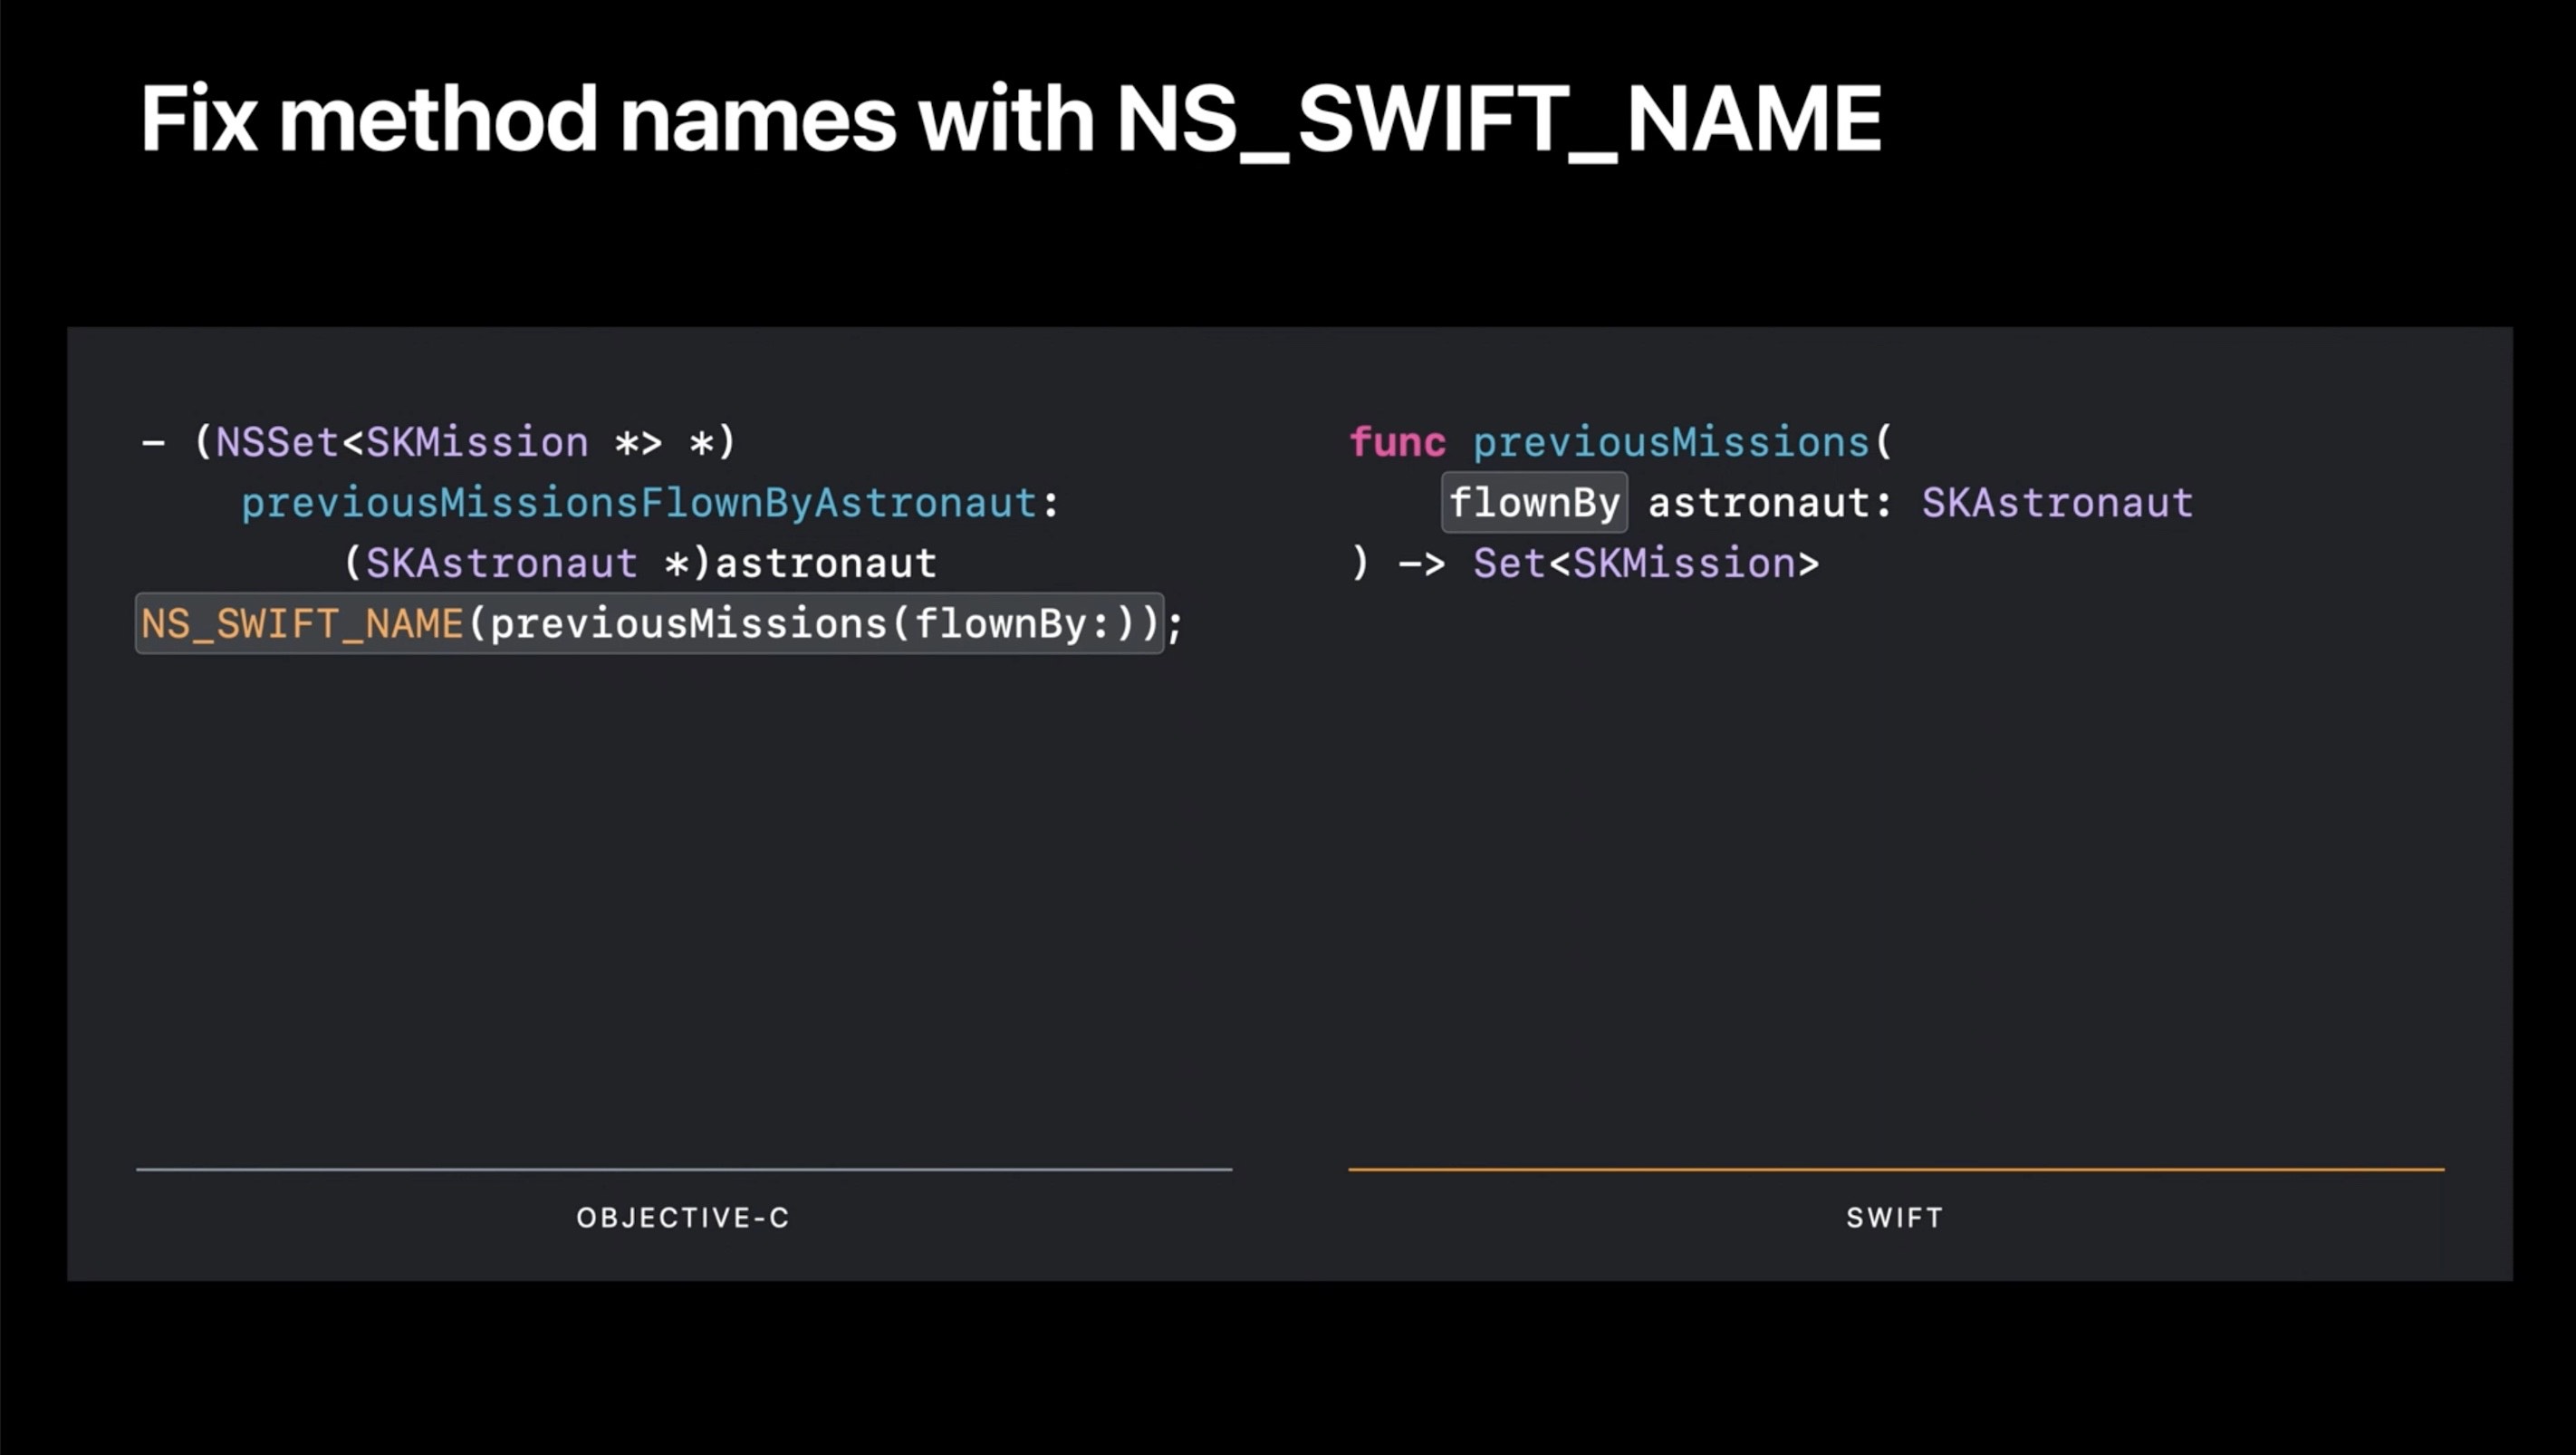 Fix method names with NS_SWIFT_NAME
- (NSSet<SKMission *> *)
previousMissionsFlownByAstronaut:
(SKAstronaut *)astronaut
NS_SWIFT_NAME(previousMissions(flownBy:));
func previousMissions(
flownBy astronaut: SKAstronaut
) -> Set<SKMission>
OBJECTIVE-C
SWIFT